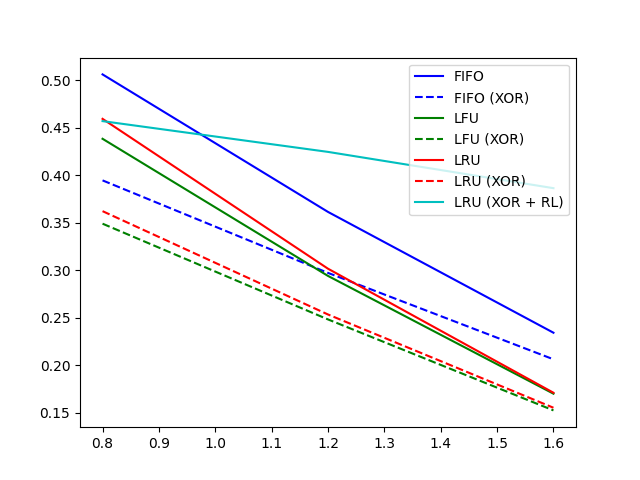 0.50
0.45
0.40
0.35
0.30
0.25
0.20
0.15
0.8 0.9 1.0 1.1 1.2 1.3 1.4 1.5 1.6
FIFO
FIFO (XOR)
LFU
LFU (XOR)
LRU
LRU (XOR)
LRU (XOR + RL)